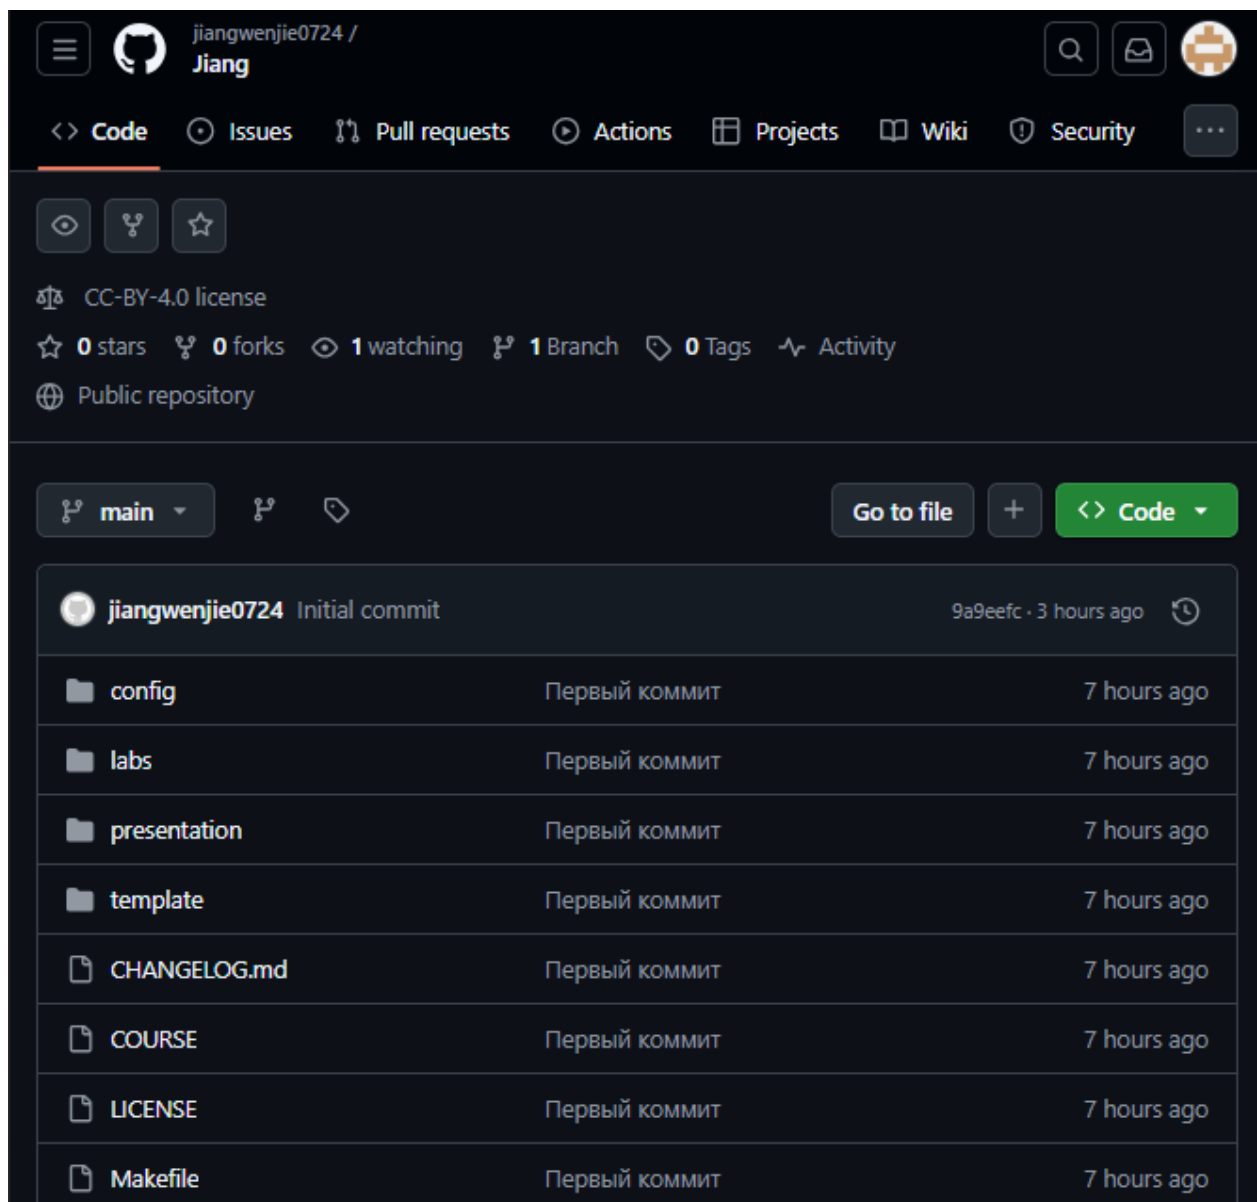 jiangwenjie0724 /
Jiang
Code Issues Pull requests Actions Projects Wiki Security
CC-BY-4.0 license
0 stars 0 forks 1 watching 1 Branch 0 Tags Activity
Public repository
main Go to file Code
jiangwenjie0724 Initial commit 9a9eefc · 3 hours ago
config Первый коммит 7 hours ago
labs Первый коммит 7 hours ago
presentation Первый коммит 7 hours ago
template Первый коммит 7 hours ago
CHANGELOG.md Первый коммит 7 hours ago
COURSE Первый коммит 7 hours ago
LICENSE Первый коммит 7 hours ago
Makefile Первый коммит 7 hours ago